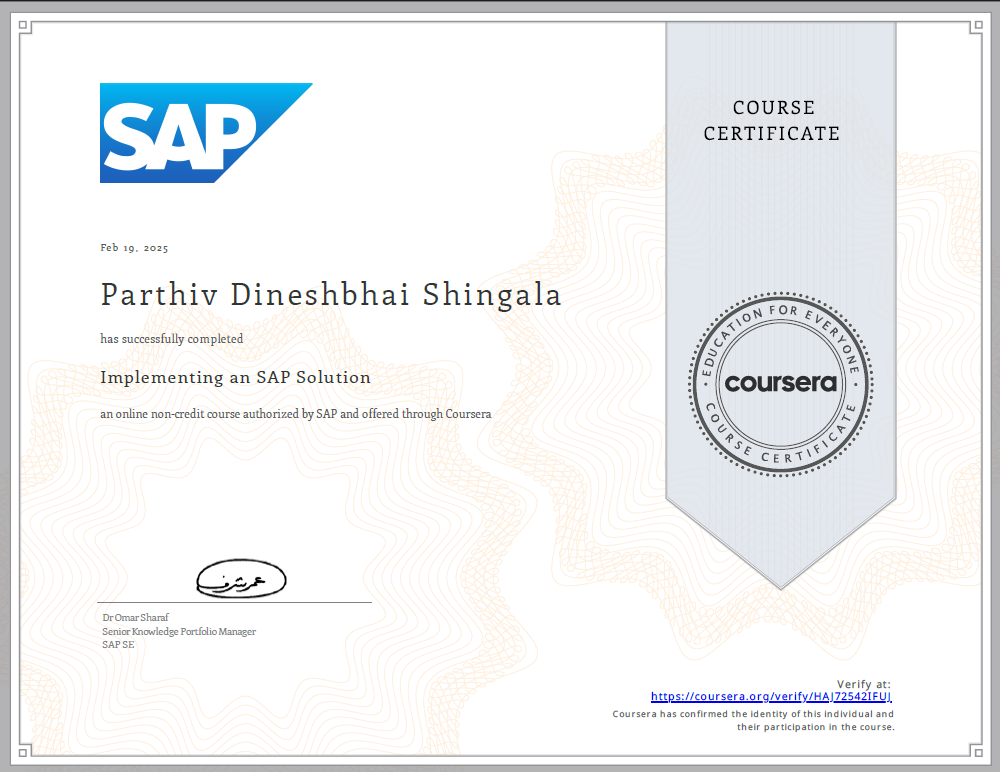 SAP
COURSE
CERTIFICATE
Feb 19, 2025
Parthiv Dineshbhai Shingala
has successfully completed
Implementing an SAP Solution
an online non-credit course authorized by SAP and offered through Coursera
EDUCATION FOR EVERYONE
coursera
COURSE CERTIFICATE
عمر شرف
Dr Omar Sharaf
Senior Knowledge Portfolio Manager
SAP SE
Verify at:
https://coursera.org/verify/HAJ72542IFUJ
Coursera has confirmed the identity of this individual and
their participation in the course.